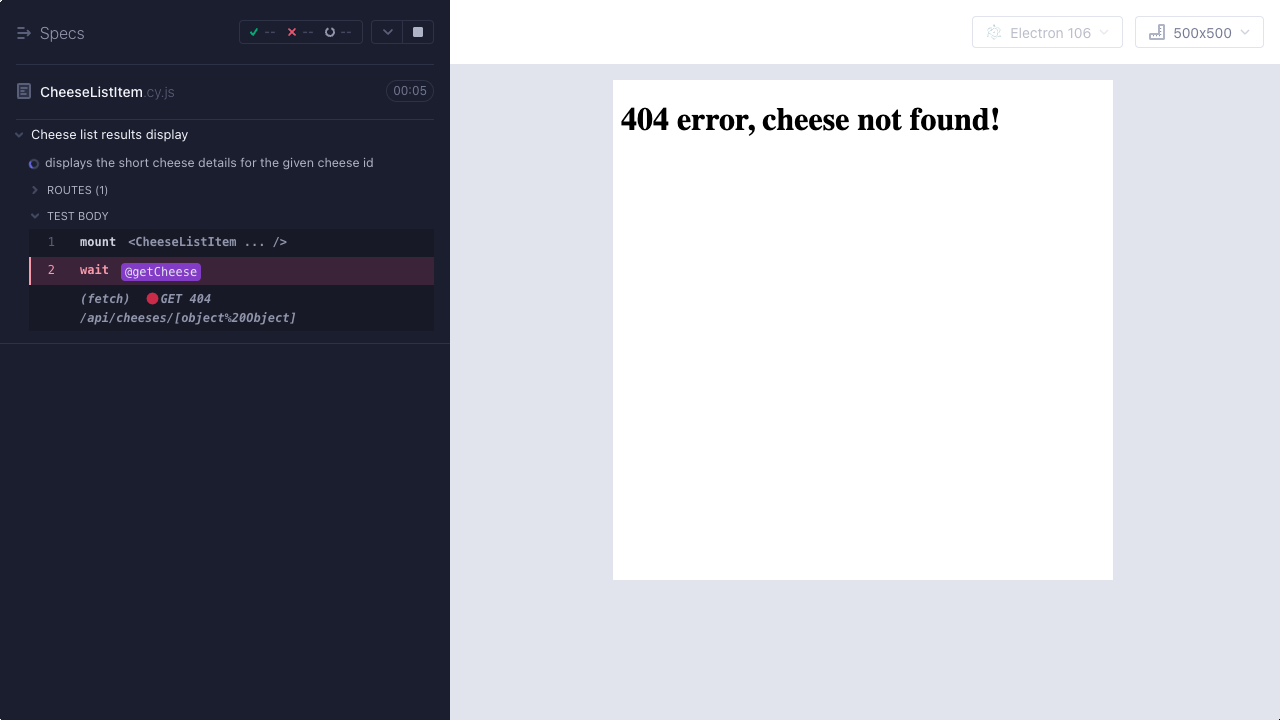 Specs
-- -- --
CheeseListItem.cy.js 00:05
Cheese list results display
displays the short cheese details for the given cheese id
ROUTES (1)
TEST BODY
1 mount <CheeseListItem ... />
2 wait @getCheese
(fetch) GET 404
/api/cheeses/[object%20Object]
Electron 106
500x500
404 error, cheese not found!